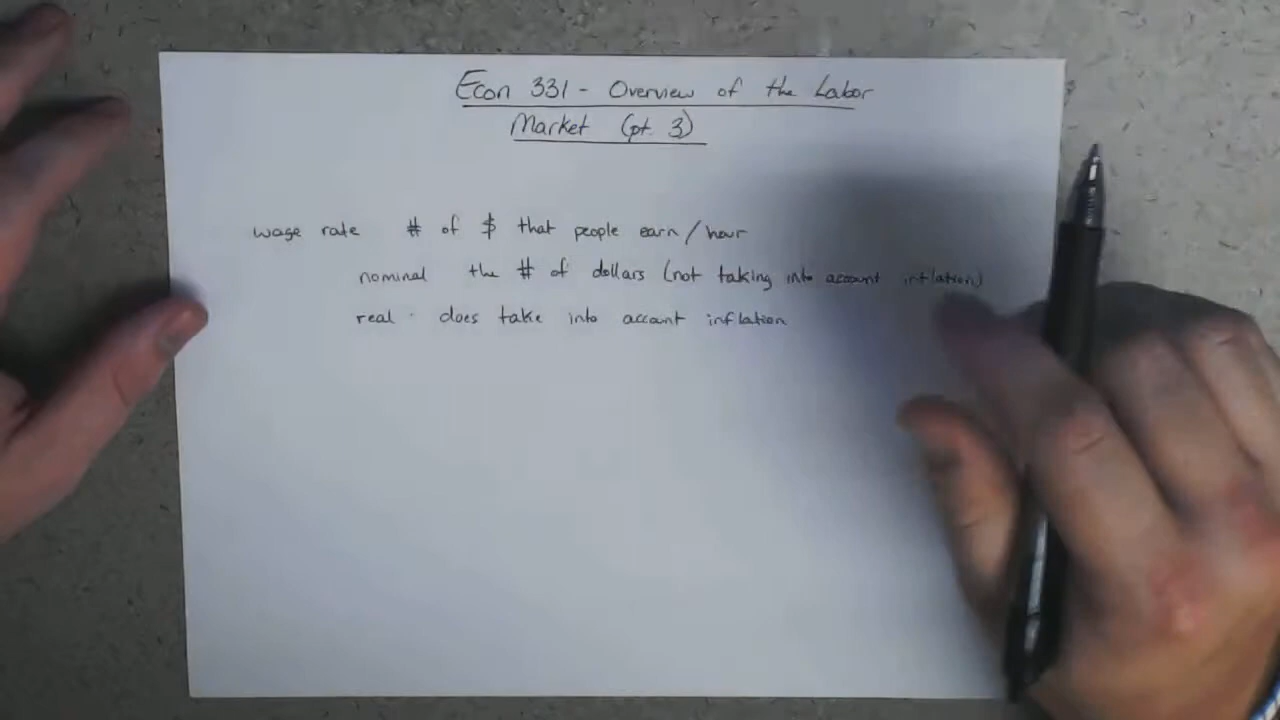 Econ 331 - Overview of the Labor
Market (pt. 3)
wage rate # of $ that people earn/hour
nominal the # of dollars (not taking into account inflation)
real · does take into account inflation